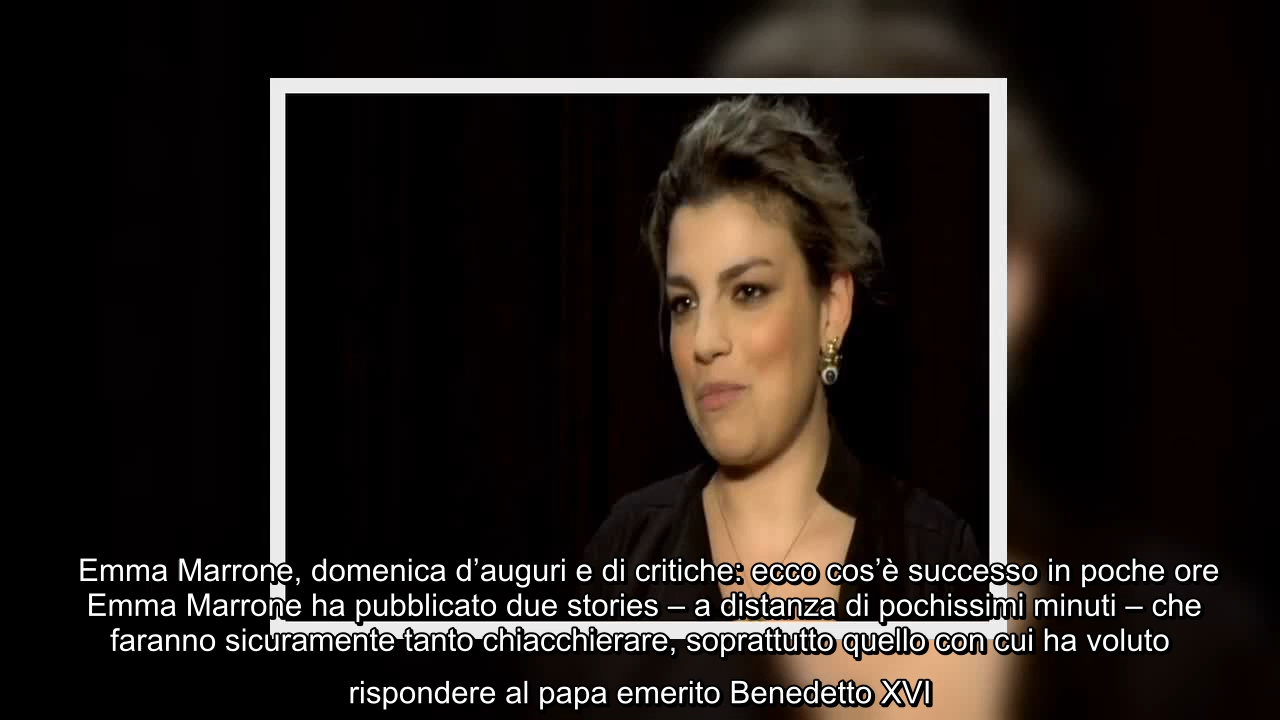 Emma Marrone, domenica d’auguri e di critiche: ecco cos’è successo in poche ore
Emma Marrone ha pubblicato due stories – a distanza di pochissimi minuti – che
faranno sicuramente tanto chiacchierare, soprattutto quello con cui ha voluto
rispondere al papa emerito Benedetto XVI